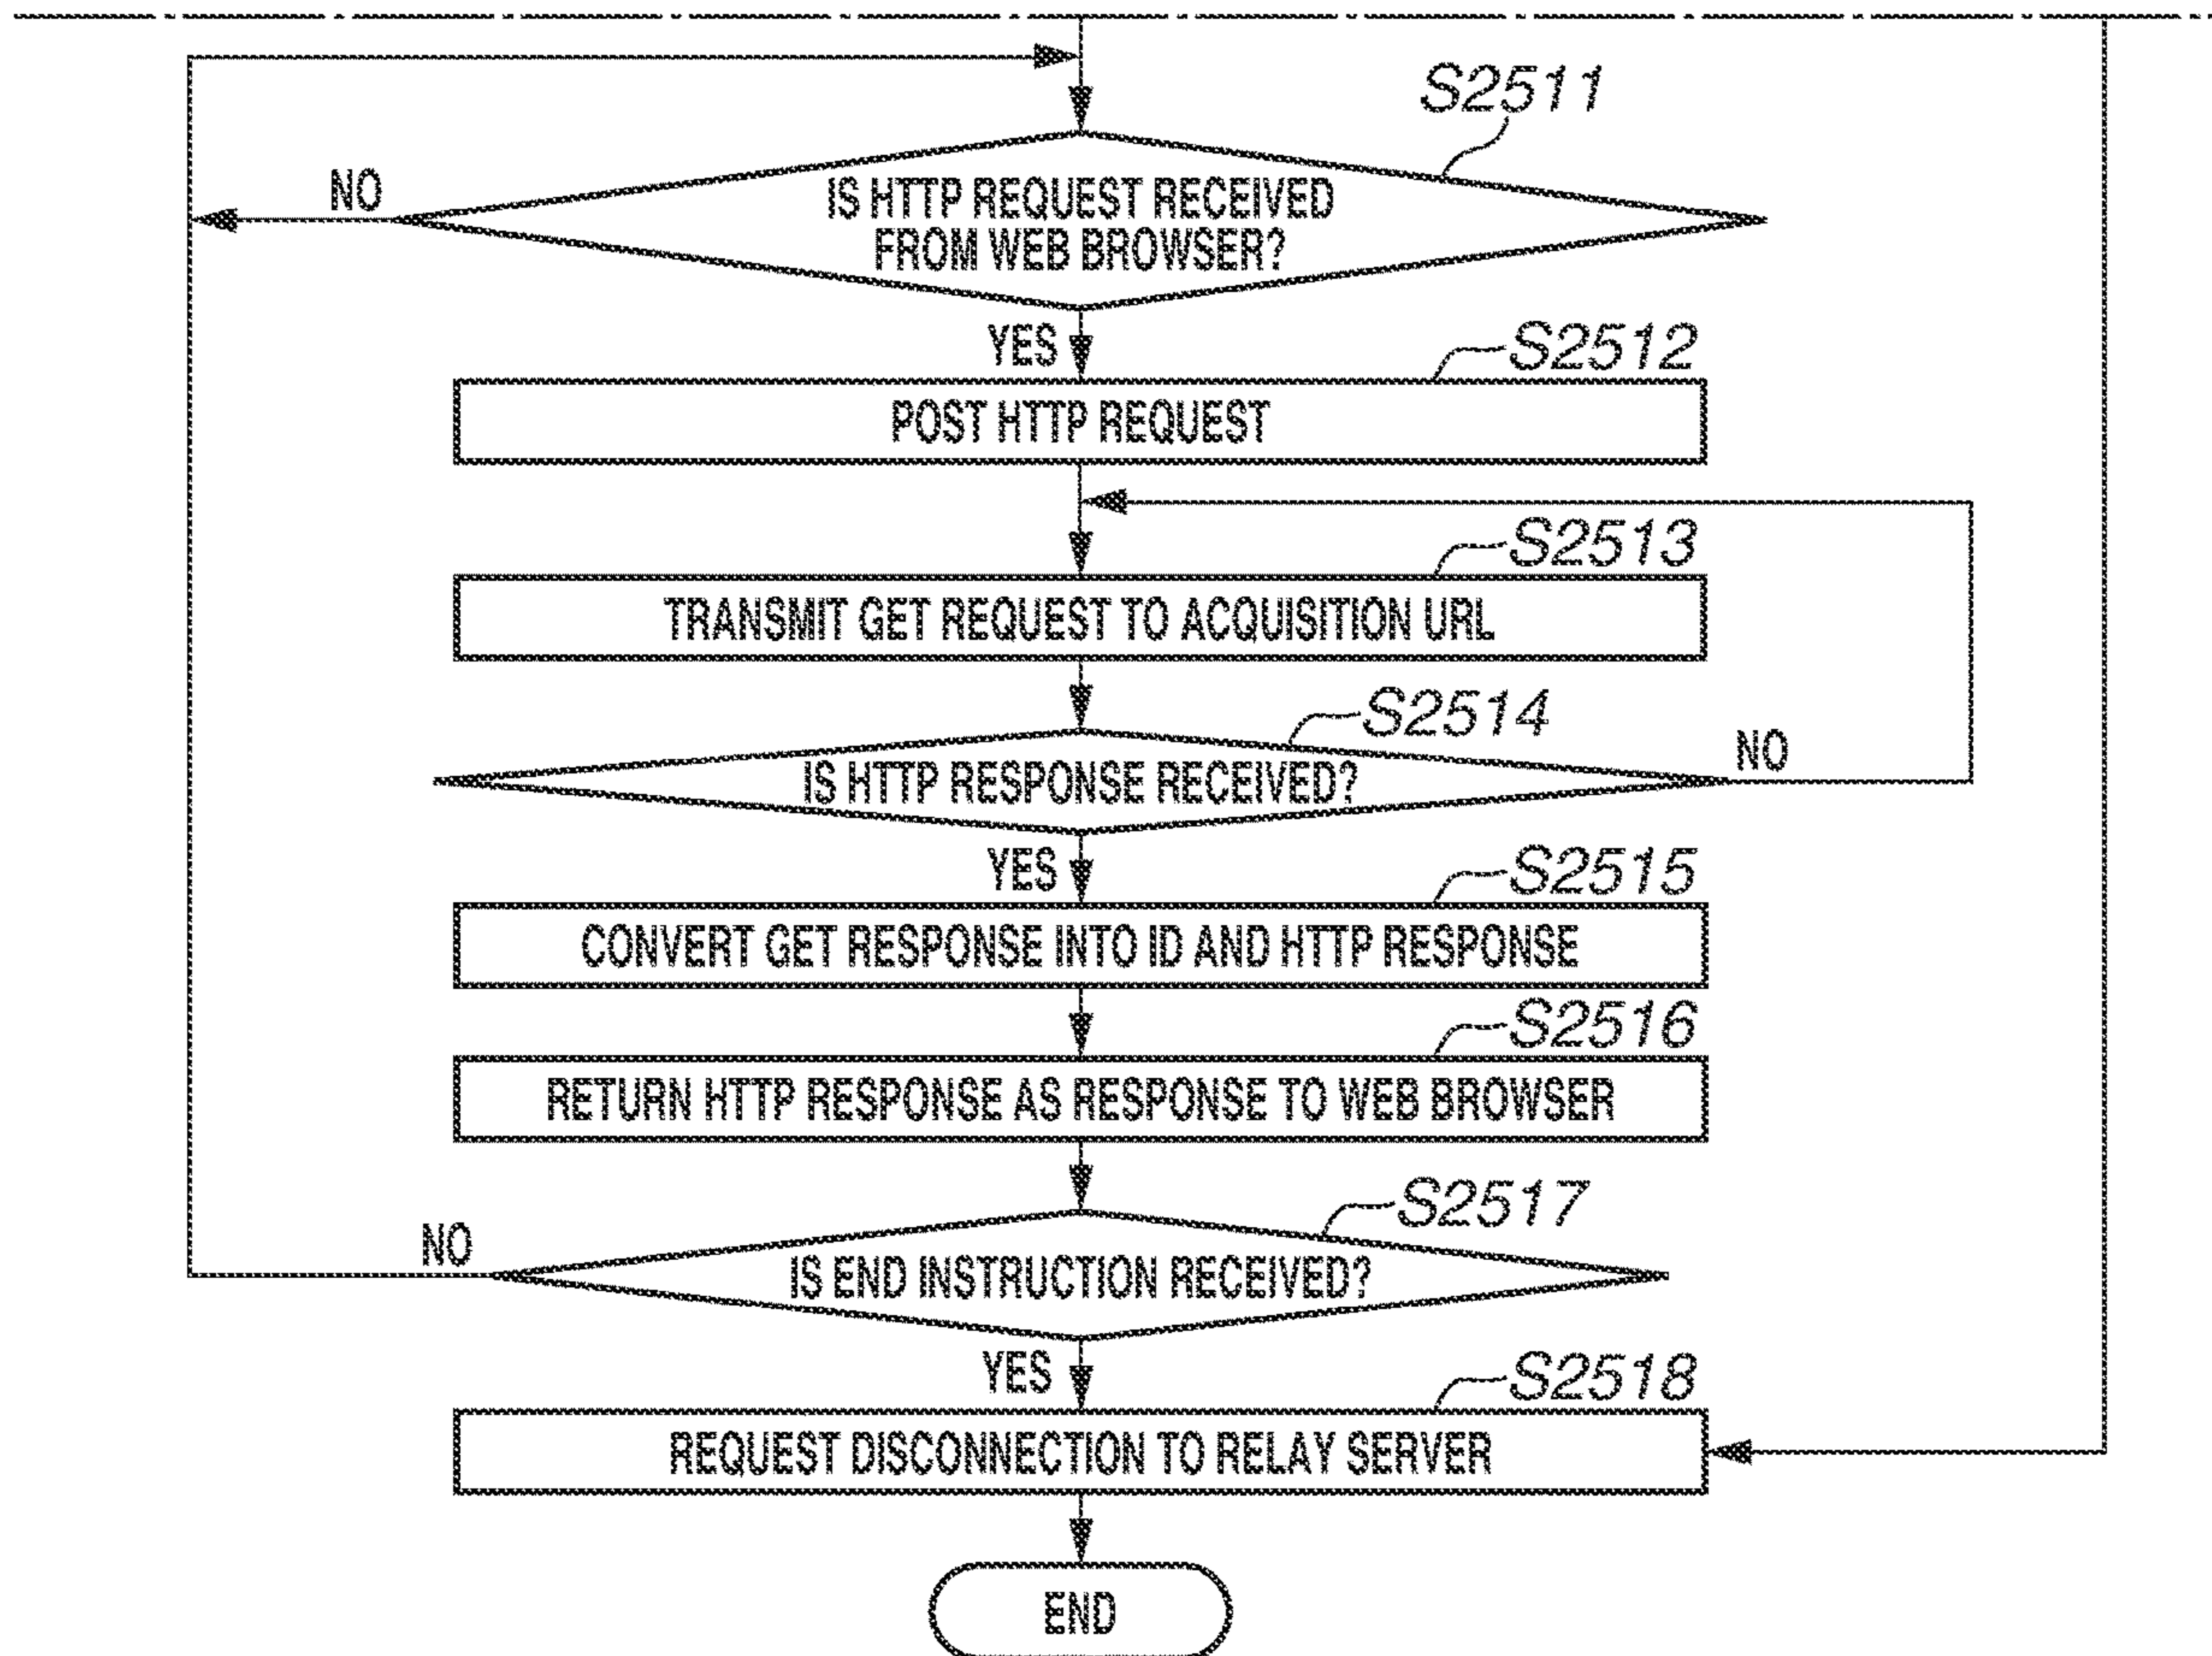 S2511
NO
IS HTTP REQUEST RECEIVED
FROM WEB BROWSER?
YES
S2512
POST HTTP REQUEST
S2513
TRANSMIT GET REQUEST TO ACQUISITION URL
S2514
NO
IS HTTP RESPONSE RECEIVED?
YES
S2515
CONVERT GET RESPONSE INTO ID AND HTTP RESPONSE
S2516
RETURN HTTP RESPONSE AS RESPONSE TO WEB BROWSER
S2517
NO
IS END INSTRUCTION RECEIVED?
YES
S2518
REQUEST DISCONNECTION TO RELAY SERVER
END